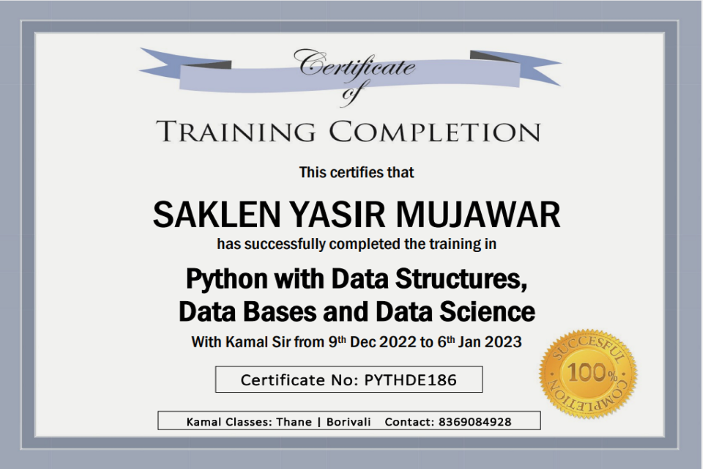 Certificate
of
TRAINING COMPLETION
This certifies that
SAKLEN YASIR MUJAWAR
has successfully completed the training in
Python with Data Structures,
Data Bases and Data Science
With Kamal Sir from 9th Dec 2022 to 6th Jan 2023
Certificate No: PYTHDE186
SUCCESFUL
100%
COMPLETION
Kamal Classes: Thane | Borivali Contact: 8369084928